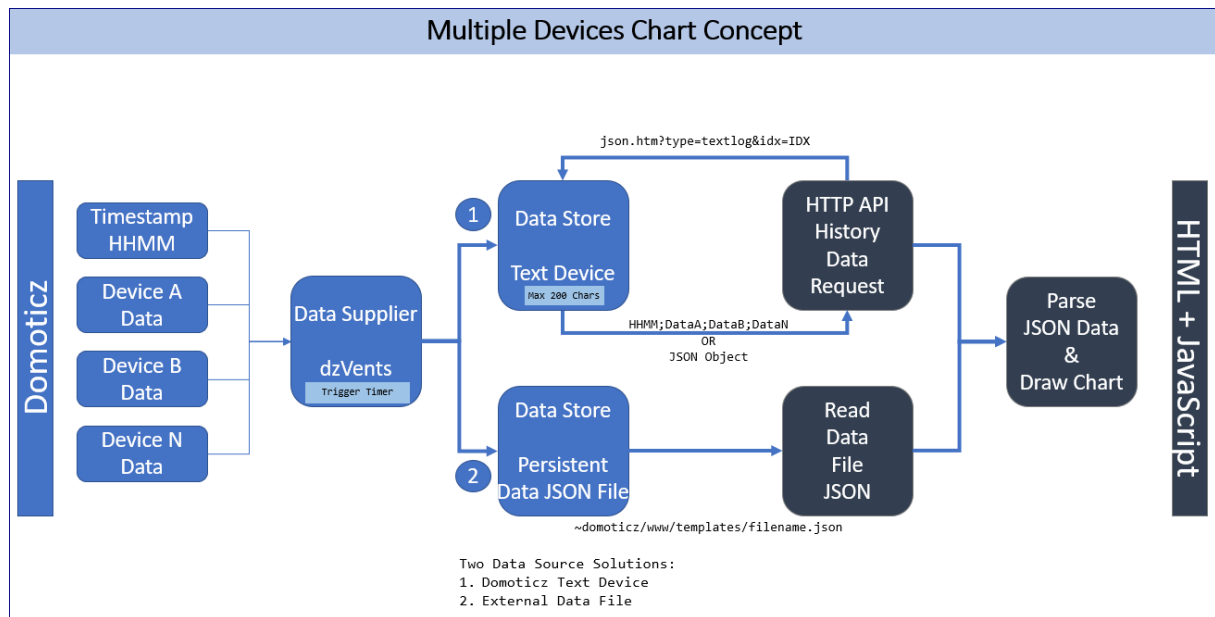 Multiple Devices Chart Concept
json.htm?type=textlog&idx=IDX
Domoticz
Timestamp
HHMM
Device A
Data
Device B
Data
Device N
Data
Data Supplier
dzVents
Trigger Timer
1
Data Store
Text Device
Max 200 Chars
HHMM;DataA;DataB;DataN
OR
JSON Object
HTTP API
History
Data
Request
2
Data Store
Persistent
Data JSON File
Read
Data
File
JSON
~domoticz/www/templates/filename.json
Parse
JSON Data
&
Draw Chart
HTML + JavaScript
Two Data Source Solutions:
1. Domoticz Text Device
2. External Data File